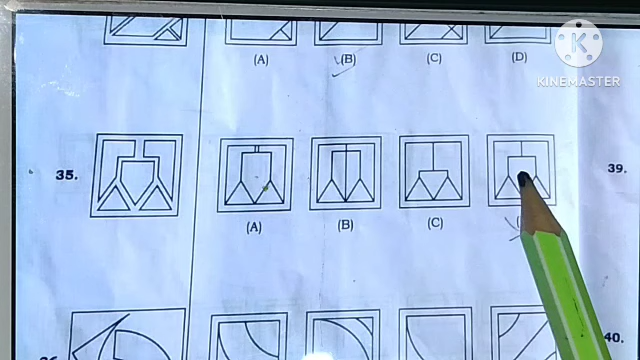 (A) (B) (C) (D)
K
KINEMASTER
35.
39.
(A) (B) (C)
40.